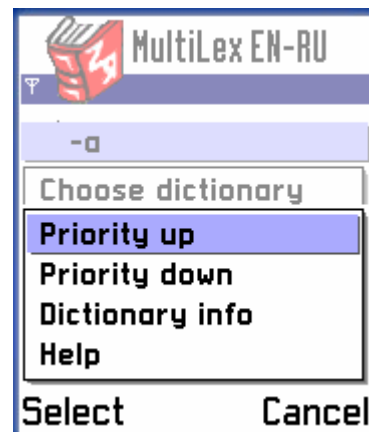 MultiLex EN-RU
-a
Choose dictionary
Priority up
Priority down
Dictionary info
Help
Select Cancel